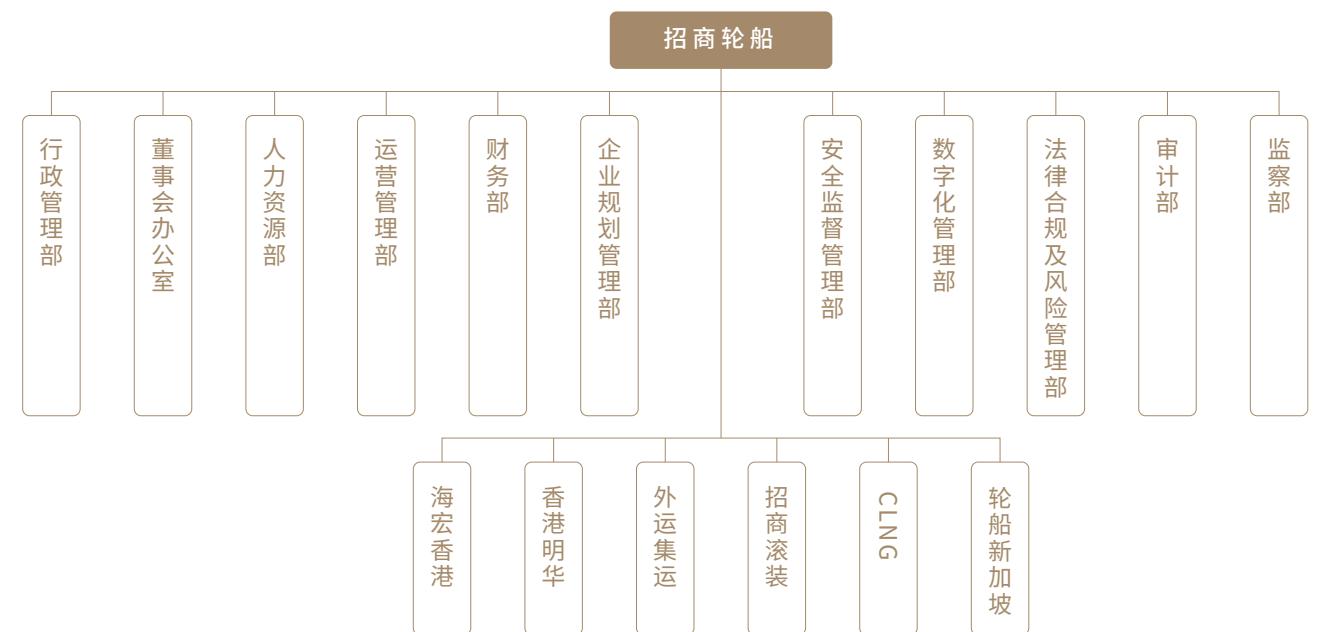 招商轮船
行政管理部
董事会办公室
人力资源部
运营管理部
财务部
企业规划管理部
安全监督管理部
数字化管理部
法律合规及风险管理部
审计部
监察部
海宏香港
香港明华
外运集运
招商滚装
CLNG
轮船新加坡